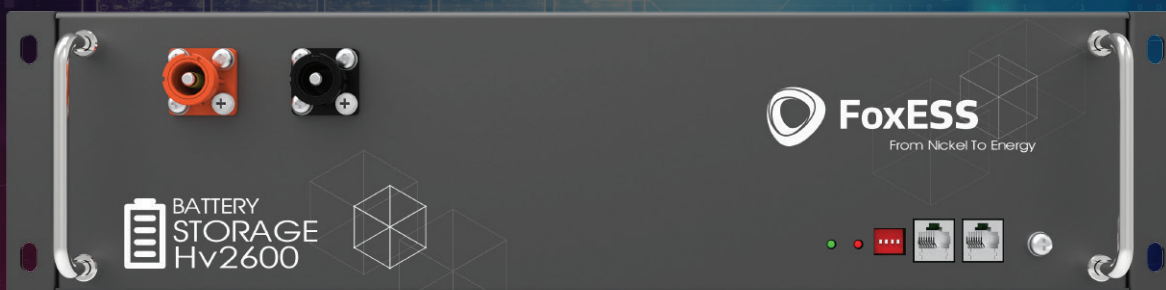 FoxESS
From Nickel To Energy
BATTERY
STORAGE
Hv2600